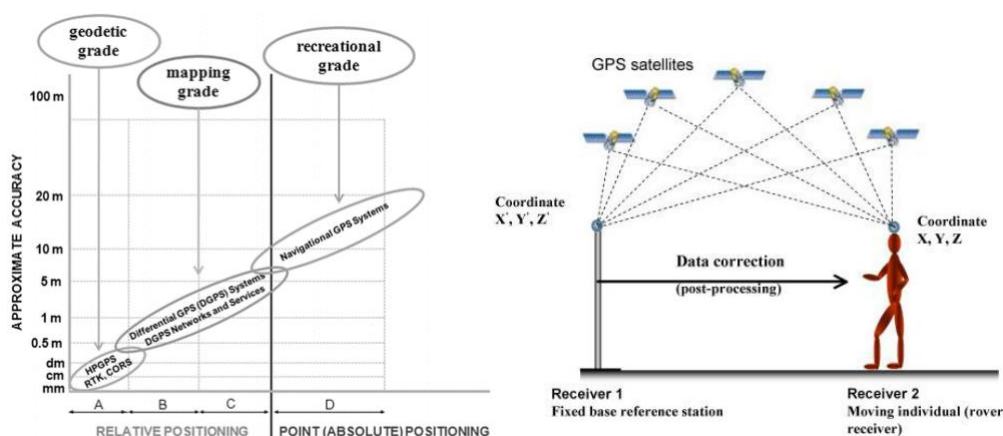 geodetic
grade
mapping
grade
recreational
grade
APPROXIMATE ACCURACY
100 m
20 m
10 m
5 m
1 m
0.5 m
dm
cm
mm
Navigational GPS Systems
Differential GPS (DGPS) Systems
DGPS Networks and Services
HPGPS
RTK, CORS
A
B
C
D
RELATIVE POSITIONING
POINT (ABSOLUTE) POSITIONING
GPS satellites
Coordinate
X', Y', Z'
Coordinate
X, Y, Z
Data correction
(post-processing)
Receiver 1
Fixed base reference station
Receiver 2
Moving individual (rover
receiver)